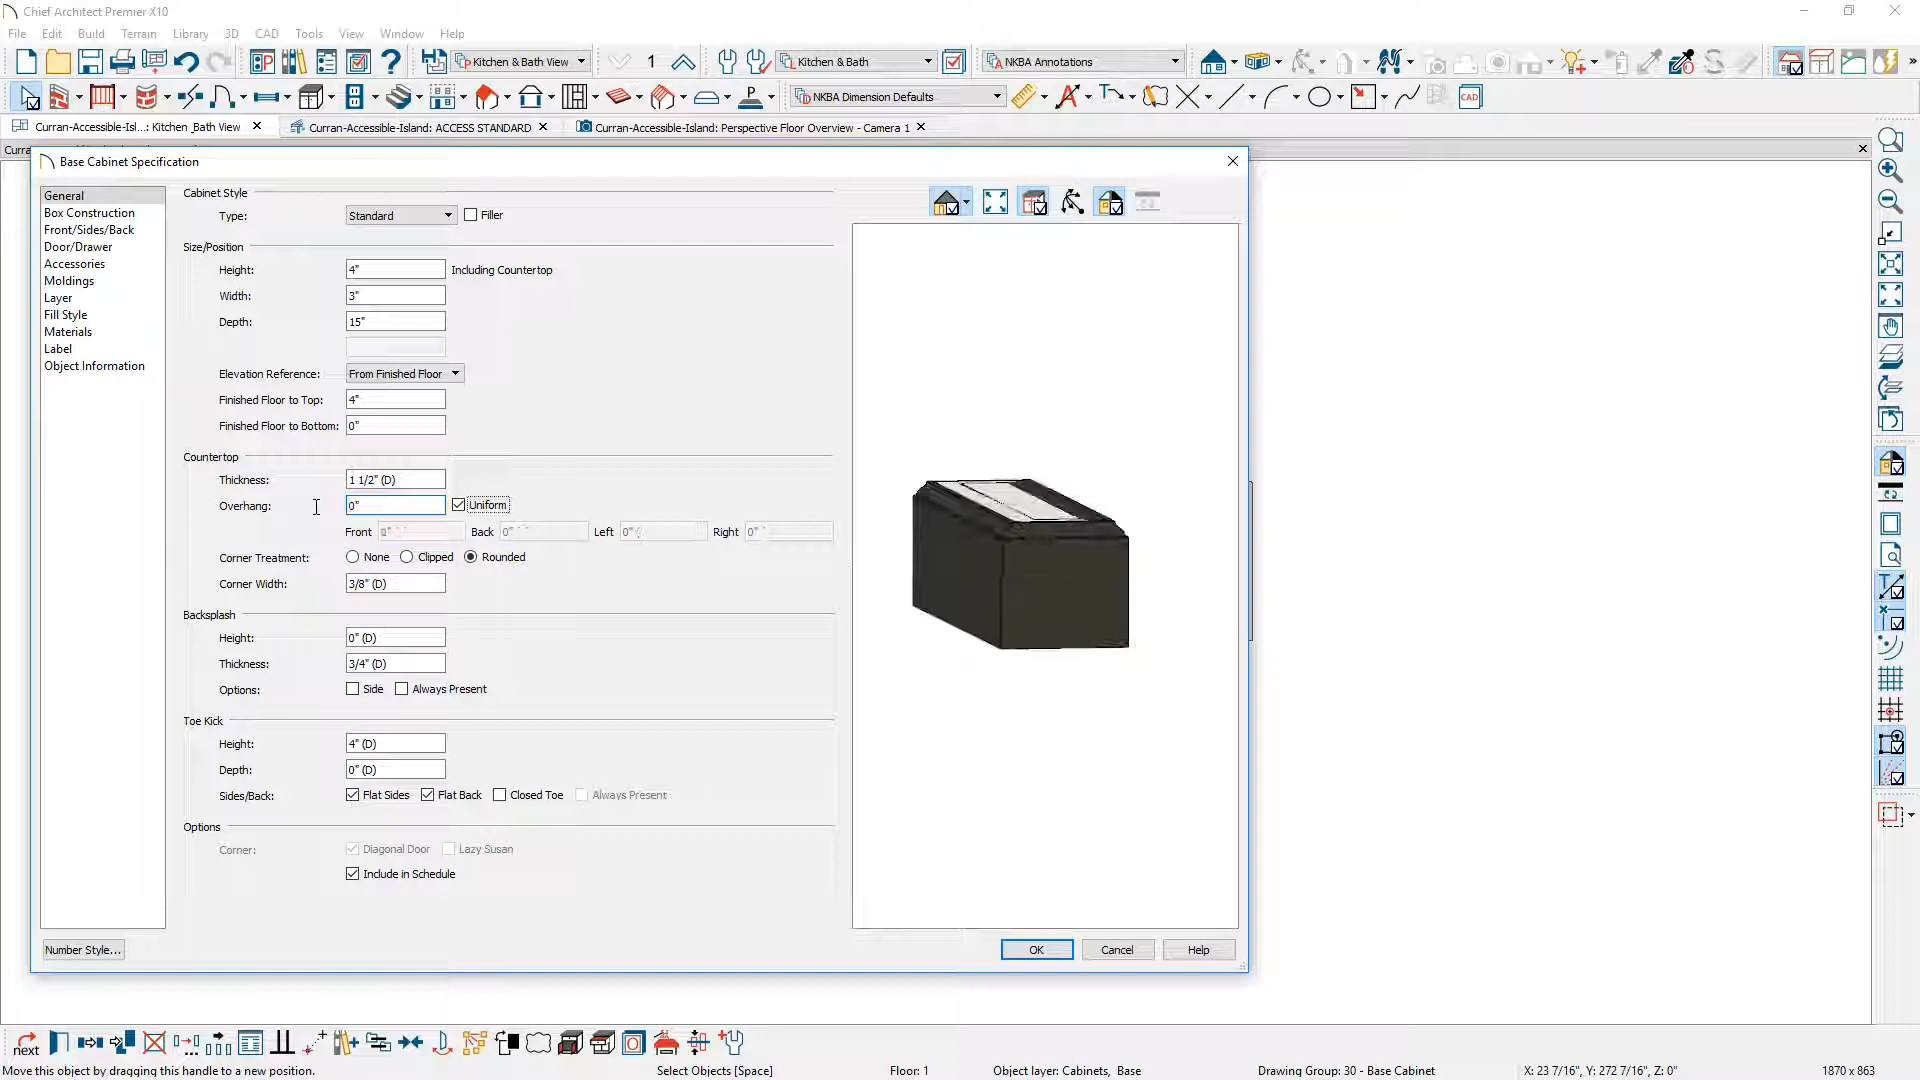 Chief Architect Premier X10
File Edit Build Terrain Library 3D CAD Tools View Window Help
Kitchen & Bath View 1 Kitchen & Bath NKBA Annotations
NKBA Dimension Defaults CAD
Curran-Accessible-Isl...: Kitchen_Bath View Curran-Accessible-Island: ACCESS STANDARD Curran-Accessible-Island: Perspective Floor Overview - Camera 1
Base Cabinet Specification
General
Box Construction
Front/Sides/Back
Door/Drawer
Accessories
Moldings
Layer
Fill Style
Materials
Label
Object Information
Number Style...
Cabinet Style
Type: Standard Filler
Size/Position
Height: 4" Including Countertop
Width: 3"
Depth: 15"
Elevation Reference: From Finished Floor
Finished Floor to Top: 4"
Finished Floor to Bottom: 0"
Countertop
Thickness: 1 1/2" (D)
Overhang: 0" Uniform
Front 0" Back 0" Left 0" Right 0"
Corner Treatment: None Clipped Rounded
Corner Width: 3/8" (D)
Backsplash
Height: 0" (D)
Thickness: 3/4" (D)
Options: Side Always Present
Toe Kick
Height: 4" (D)
Depth: 0" (D)
Sides/Back: Flat Sides Flat Back Closed Toe Always Present
Options
Corner: Diagonal Door Lazy Susan
Include in Schedule
OK Cancel Help
next
Move this object by dragging this handle to a new position. Select Objects [Space] Floor: 1 Object layer: Cabinets, Base Drawing Group: 30 - Base Cabinet X: 23 7/16", Y: 272 7/16", Z: 0" 1870 x 863